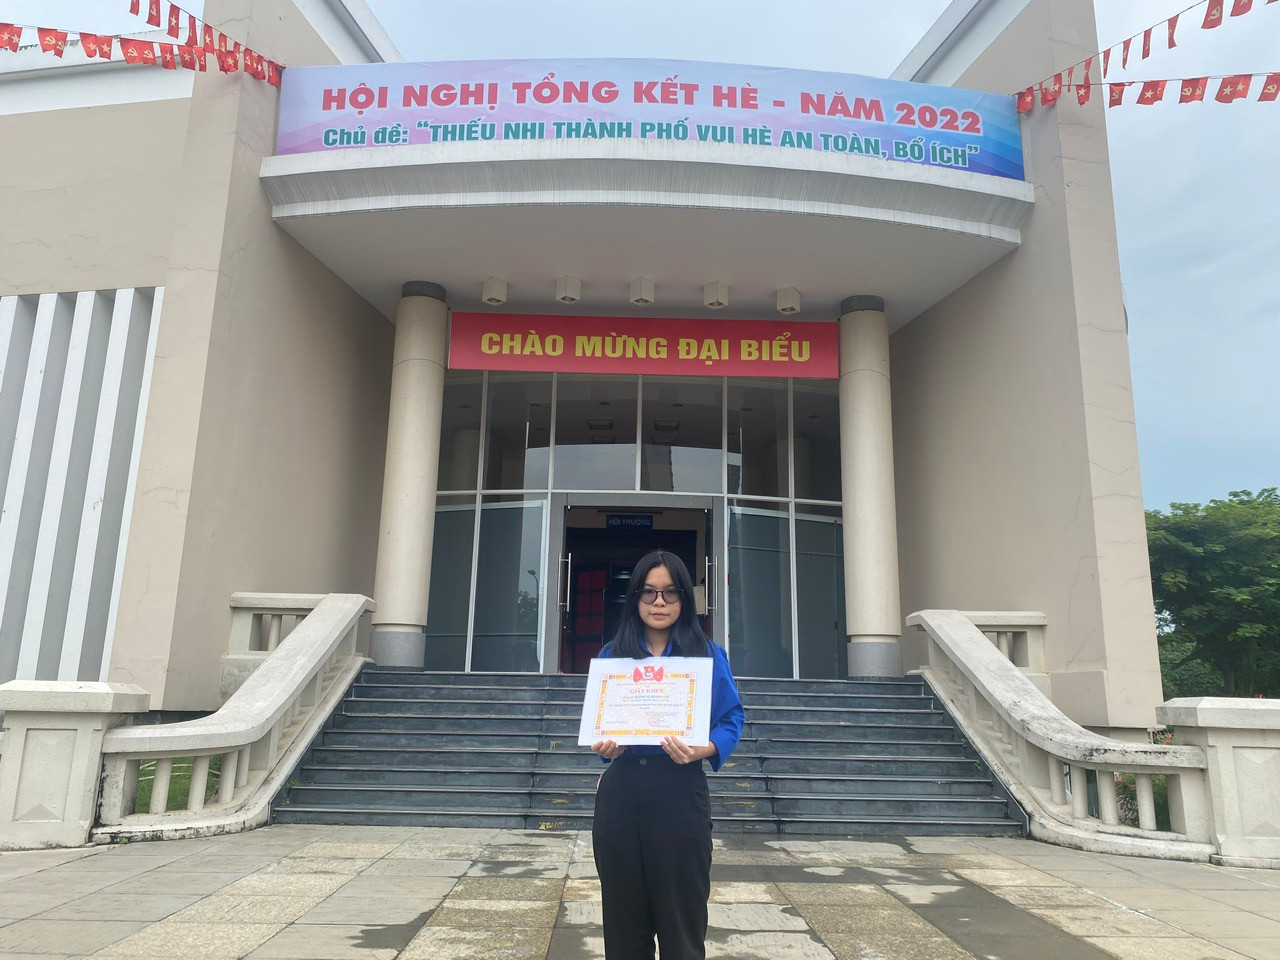 HỘI NGHỊ TỔNG KẾT HÈ - NĂM 2022
Chủ đề: “THIẾU NHI THÀNH PHỐ VUI HÈ AN TOÀN, BỔ ÍCH”
CHÀO MỪNG ĐẠI BIỂU
HỘI TRƯỜNG
GIẤY KHEN